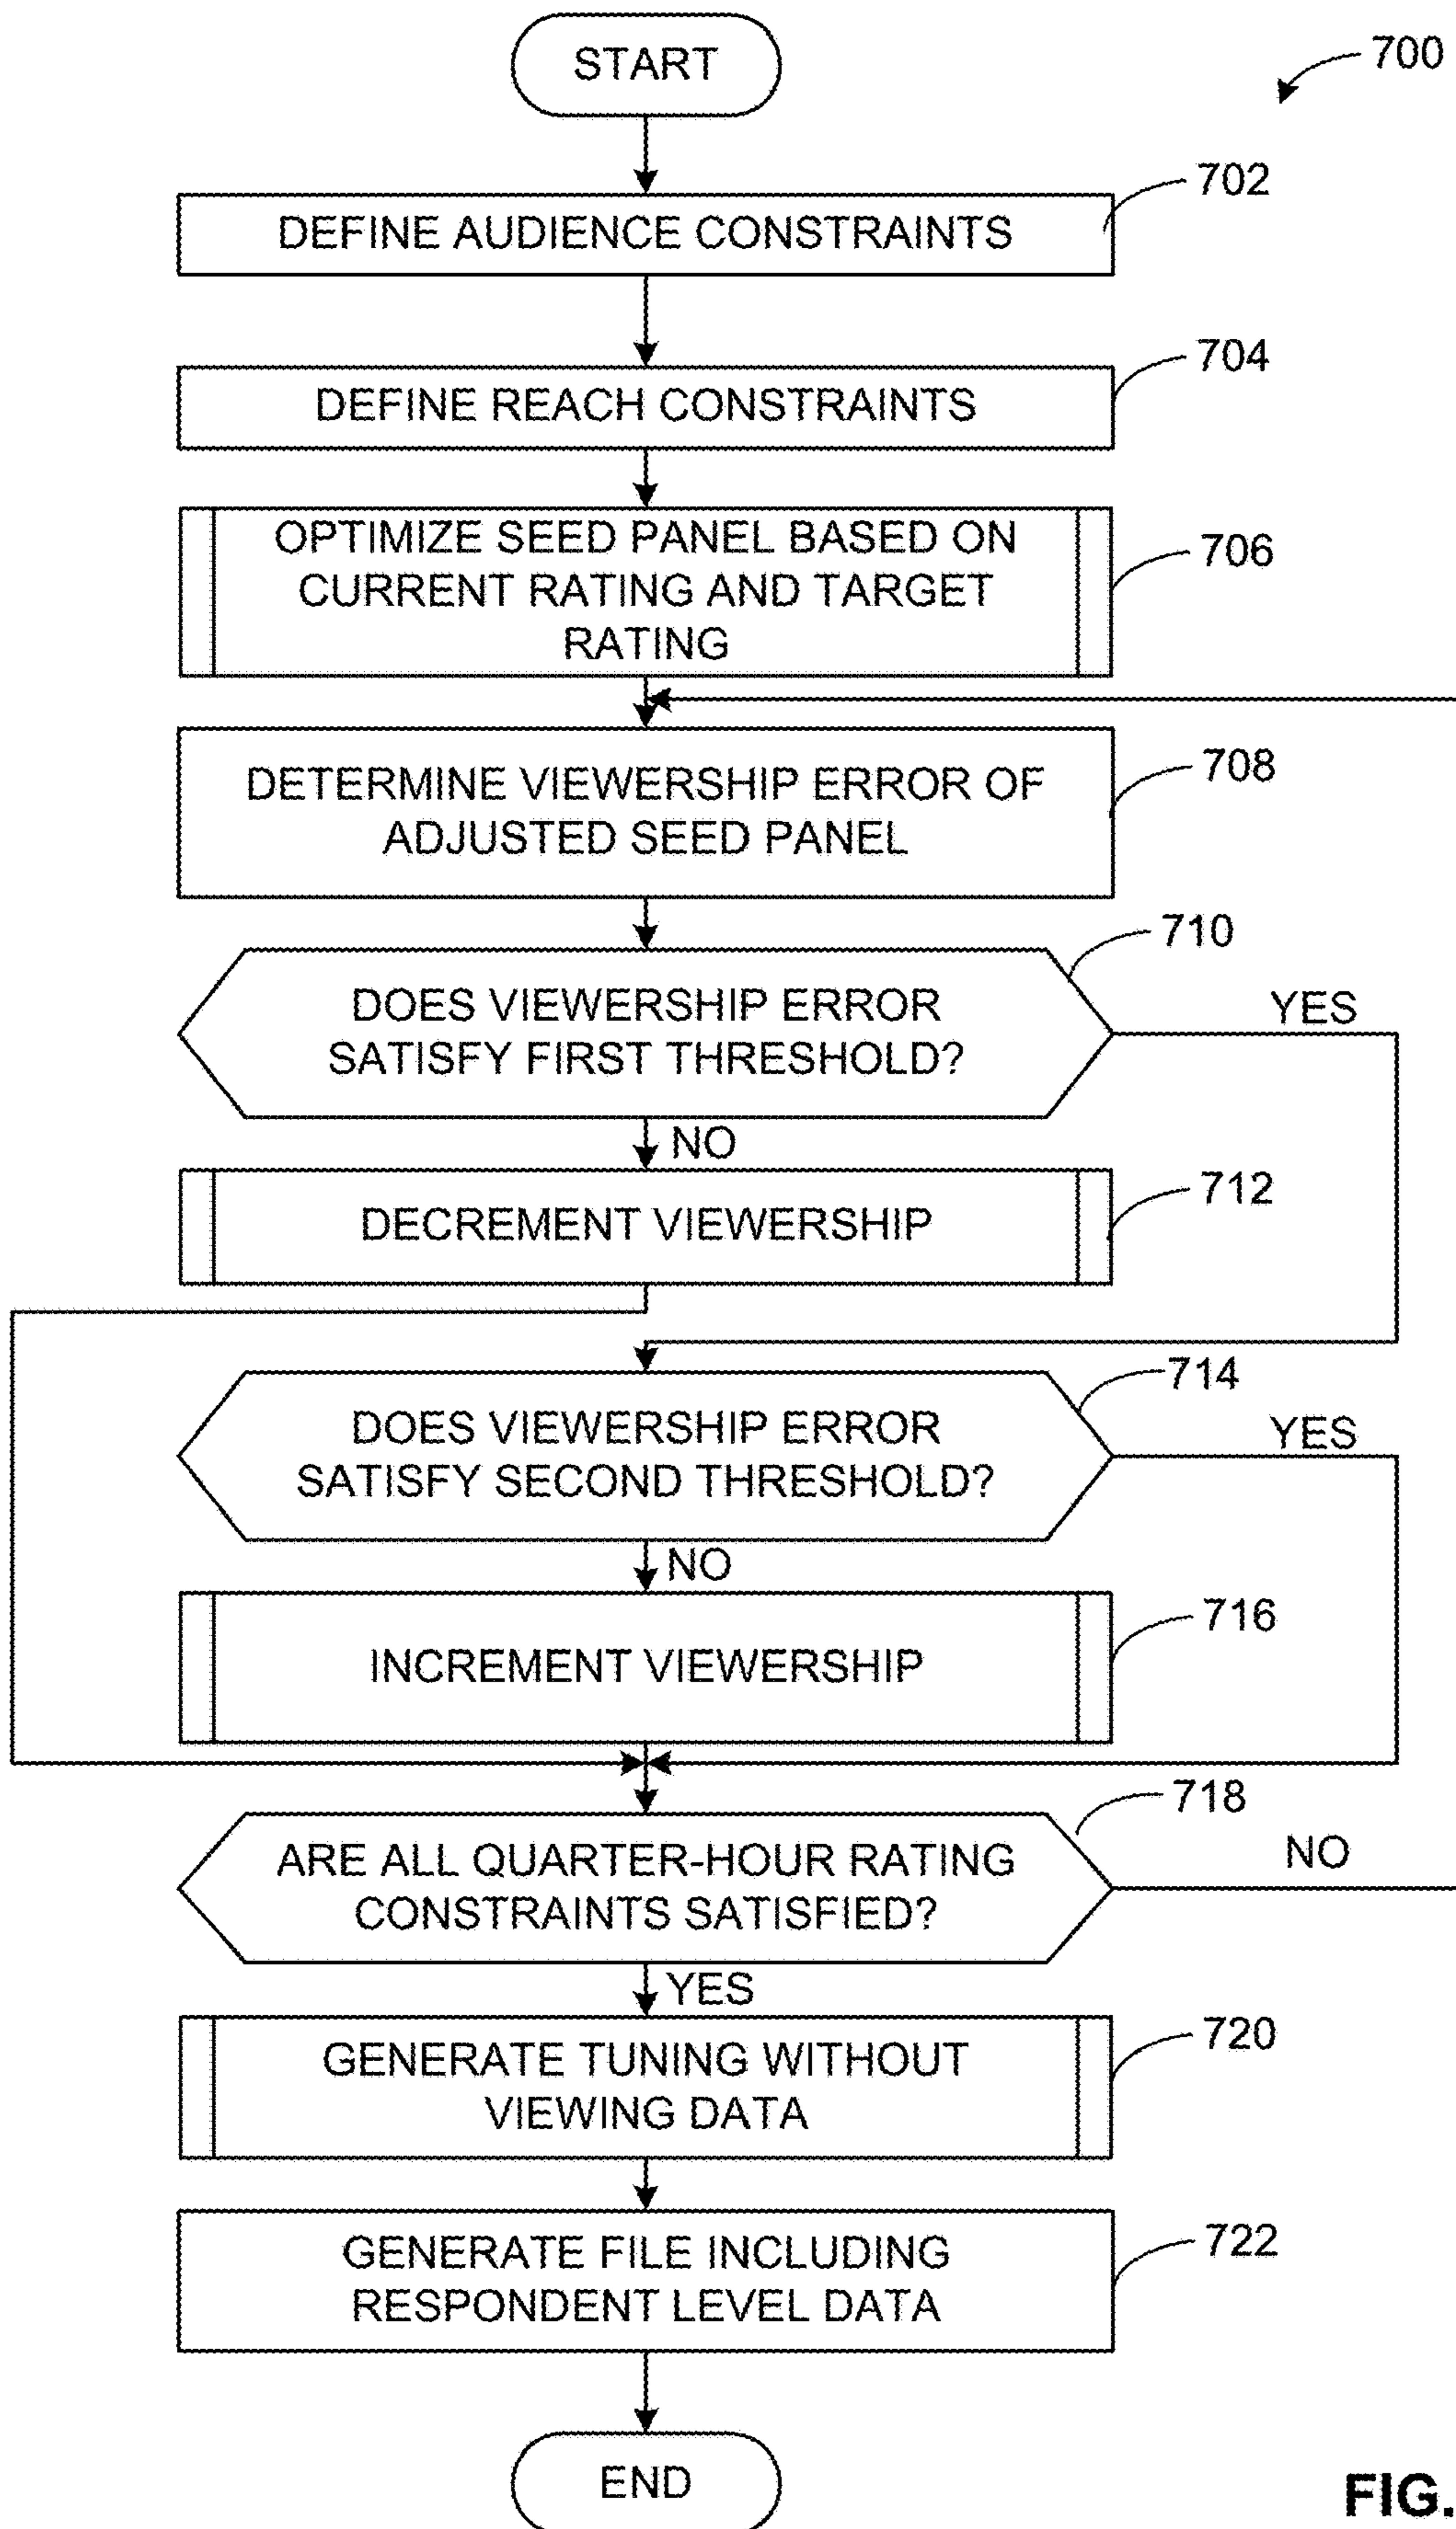 START
700
702
DEFINE AUDIENCE CONSTRAINTS
704
DEFINE REACH CONSTRAINTS
OPTIMIZE SEED PANEL BASED ON
CURRENT RATING AND TARGET
RATING
706
DETERMINE VIEWERSHIP ERROR OF
ADJUSTED SEED PANEL
708
710
DOES VIEWERSHIP ERROR
SATISFY FIRST THRESHOLD?
YES
NO
DECREMENT VIEWERSHIP
712
714
DOES VIEWERSHIP ERROR
SATISFY SECOND THRESHOLD?
YES
NO
INCREMENT VIEWERSHIP
716
718
ARE ALL QUARTER-HOUR RATING
CONSTRAINTS SATISFIED?
NO
YES
GENERATE TUNING WITHOUT
VIEWING DATA
720
GENERATE FILE INCLUDING
RESPONDENT LEVEL DATA
722
END
FIG.